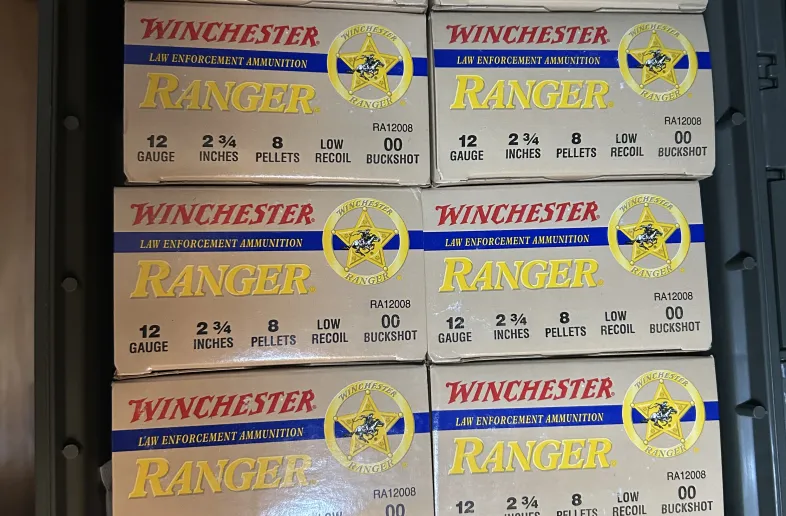 WINCHESTER
LAW ENFORCEMENT AMMUNITION
RANGER
WINCHESTER
RANGER
RA12008
12 GAUGE
2 3/4 INCHES
8 PELLETS
LOW RECOIL
00 BUCKSHOT
WINCHESTER
LAW ENFORCEMENT AMMUNITION
RANGER
WINCHESTER
RANGER
RA12008
12 GAUGE
2 3/4 INCHES
8 PELLETS
LOW RECOIL
00 BUCKSHOT
WINCHESTER
LAW ENFORCEMENT AMMUNITION
RANGER
WINCHESTER
RANGER
RA12008
12 GAUGE
2 3/4 INCHES
8 PELLETS
LOW RECOIL
00 BUCKSHOT
WINCHESTER
LAW ENFORCEMENT AMMUNITION
RANGER
WINCHESTER
RANGER
RA12008
12 GAUGE
2 3/4 INCHES
8 PELLETS
LOW RECOIL
00 BUCKSHOT
WINCHESTER
LAW ENFORCEMENT AMMUNITION
RANGER
WINCHESTER
RANGER
RA12008
LOW
00
WINCHESTER
LAW ENFORCEMENT AMMUNITION
RANGER
WINCHESTER
RANGER
RA12008
12
2 3/4 INCHES
8 PELLETS
LOW RECOIL
00 BUCKSHOT